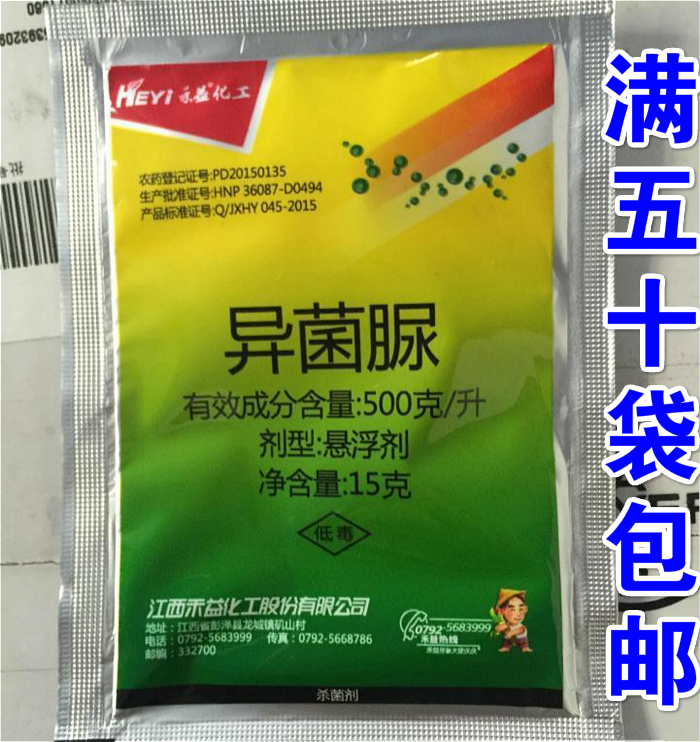 HEYI 禾益®化工
农药登记证号:PD20150135
生产批准证号:HNP 36087-D0494
产品标准证号:Q/JXHY 045-2015
异菌脲
有效成分含量:500克/升
剂型:悬浮剂
净含量:15克
低毒
江西禾益化工股份有限公司
地址:江西省彭泽县龙城镇矶山村
电话:0792-5683999 传真:0792-5668786
邮编:332700
0792-5683999
禾益热线
杀菌剂
满五十袋包邮